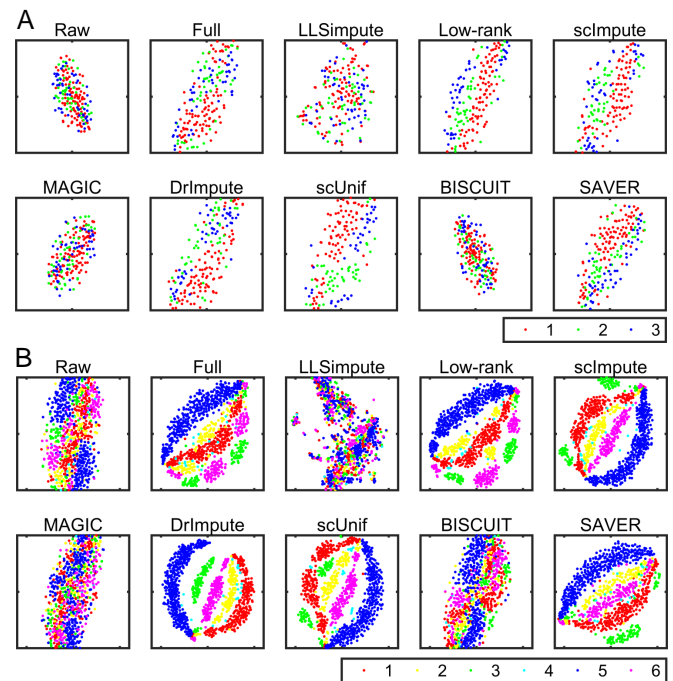 A
Raw Full LLSimpute Low-rank scImpute
MAGIC DrImpute scUnif BISCUIT SAVER
1 2 3
B
Raw Full LLSimpute Low-rank scImpute
MAGIC DrImpute scUnif BISCUIT SAVER
1 2 3 4 5 6